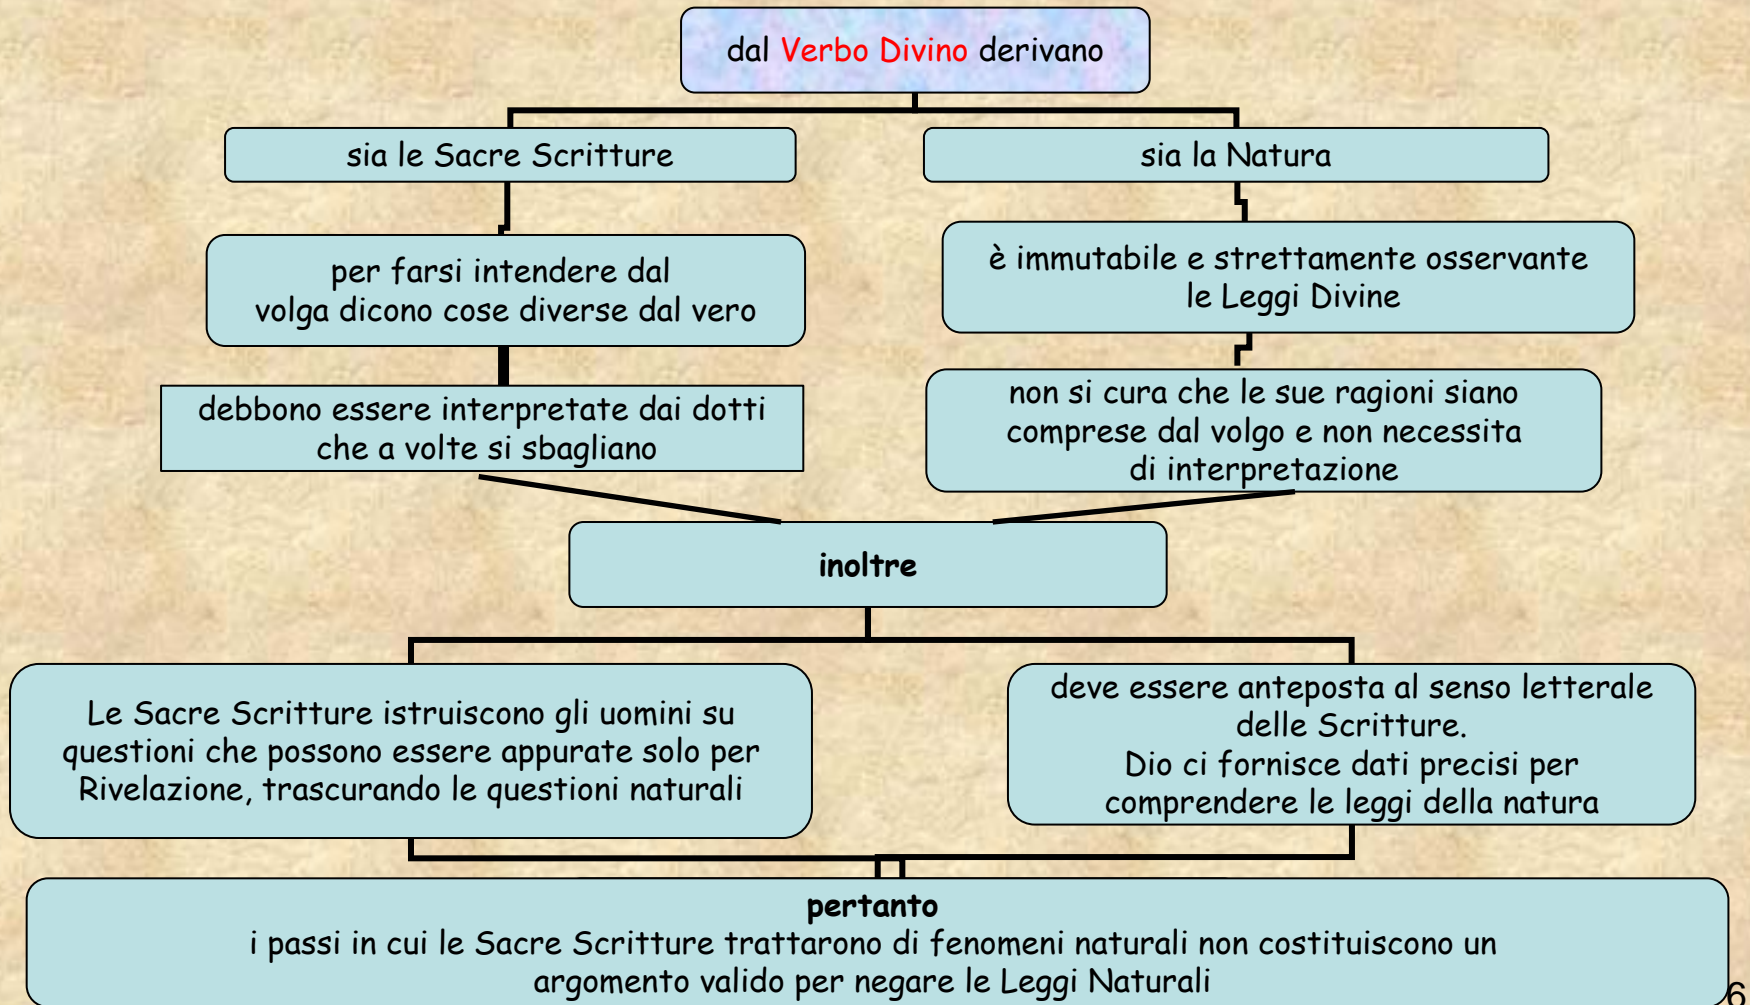 dal Verbo Divino derivano
sia le Sacre Scritture
sia la Natura
per farsi intendere dal
volga dicono cose diverse dal vero
è immutabile e strettamente osservante
le Leggi Divine
debbono essere interpretate dai dotti
che a volte si sbagliano
non si cura che le sue ragioni siano
comprese dal volgo e non necessita
di interpretazione
inoltre
Le Sacre Scritture istruiscono gli uomini su
questioni che possono essere appurate solo per
Rivelazione, trascurando le questioni naturali
deve essere anteposta al senso letterale
delle Scritture.
Dio ci fornisce dati precisi per
comprendere le leggi della natura
pertanto
i passi in cui le Sacre Scritture trattarono di fenomeni naturali non costituiscono un
argomento valido per negare le Leggi Naturali
6